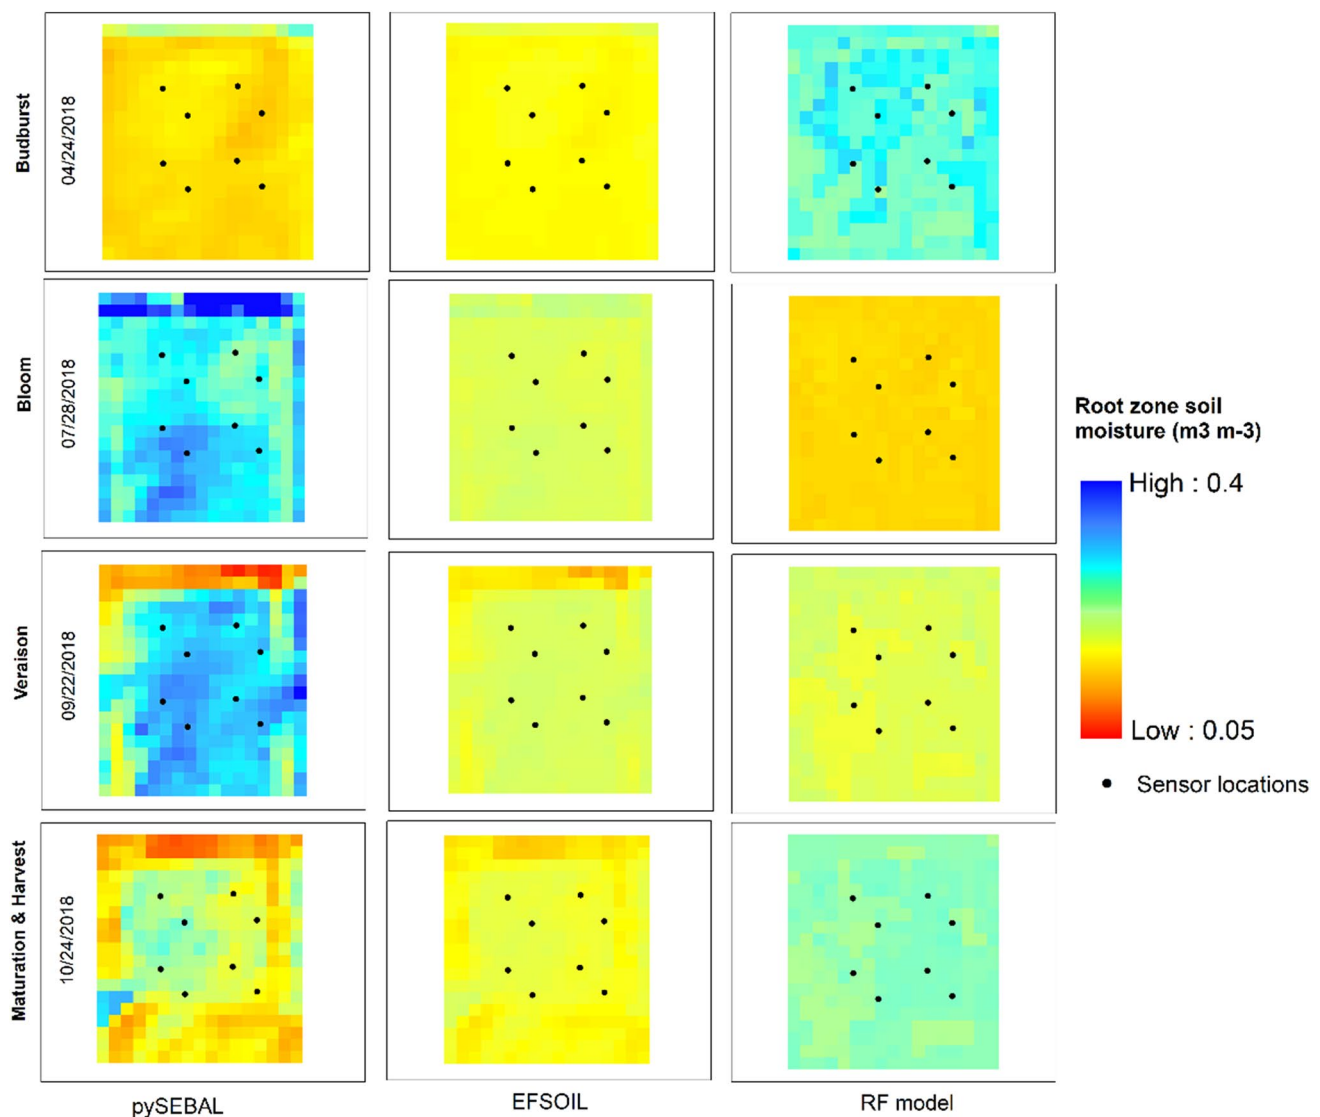 Budburst
04/24/2018
Bloom
07/28/2018
Veraison
09/22/2018
Maturation & Harvest
10/24/2018
pySEBAL
EFSOIL
RF model
Root zone soil
moisture (m3 m-3)
High : 0.4
Low : 0.05
Sensor locations